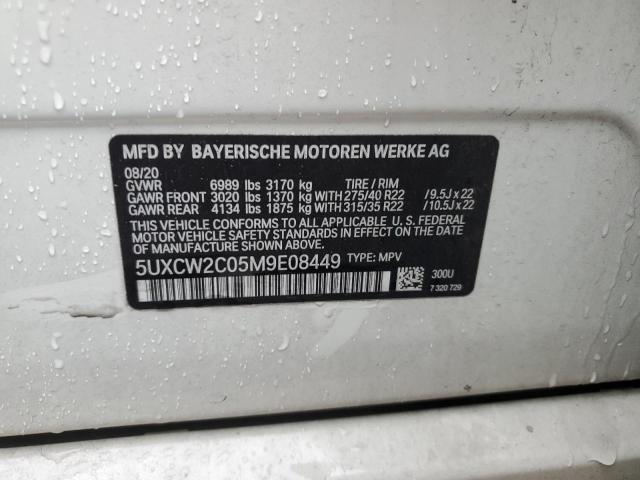 MFD BY BAYERISCHE MOTOREN WERKE AG
08/20
GVWR 6989 lbs 3170 kg TIRE / RIM
GAWR FRONT 3020 lbs 1370 kg WITH 275/40 R22 /9.5J x 22
GAWR REAR 4134 lbs 1875 kg WITH 315/35 R22 /10.5J x 22
THIS VEHICLE CONFORMS TO ALL APPLICABLE U.S. FEDERAL
MOTOR VEHICLE SAFETY STANDARDS IN EFFECT ON THE DATE
OF MANUFACTURE SHOWN ABOVE.
5UXCW2C05M9E08449 TYPE: MPV
300U
7 320 729